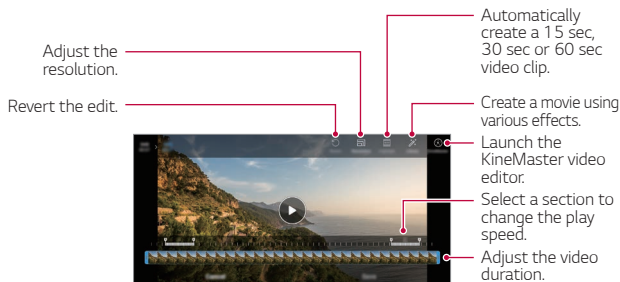 Adjust the
resolution.
Revert the edit.
Automatically
create a 15 sec,
30 sec or 60 sec
video clip.
Create a movie using
various effects.
Launch the
KineMaster video
editor.
Select a section to
change the play
speed.
Adjust the video
duration.